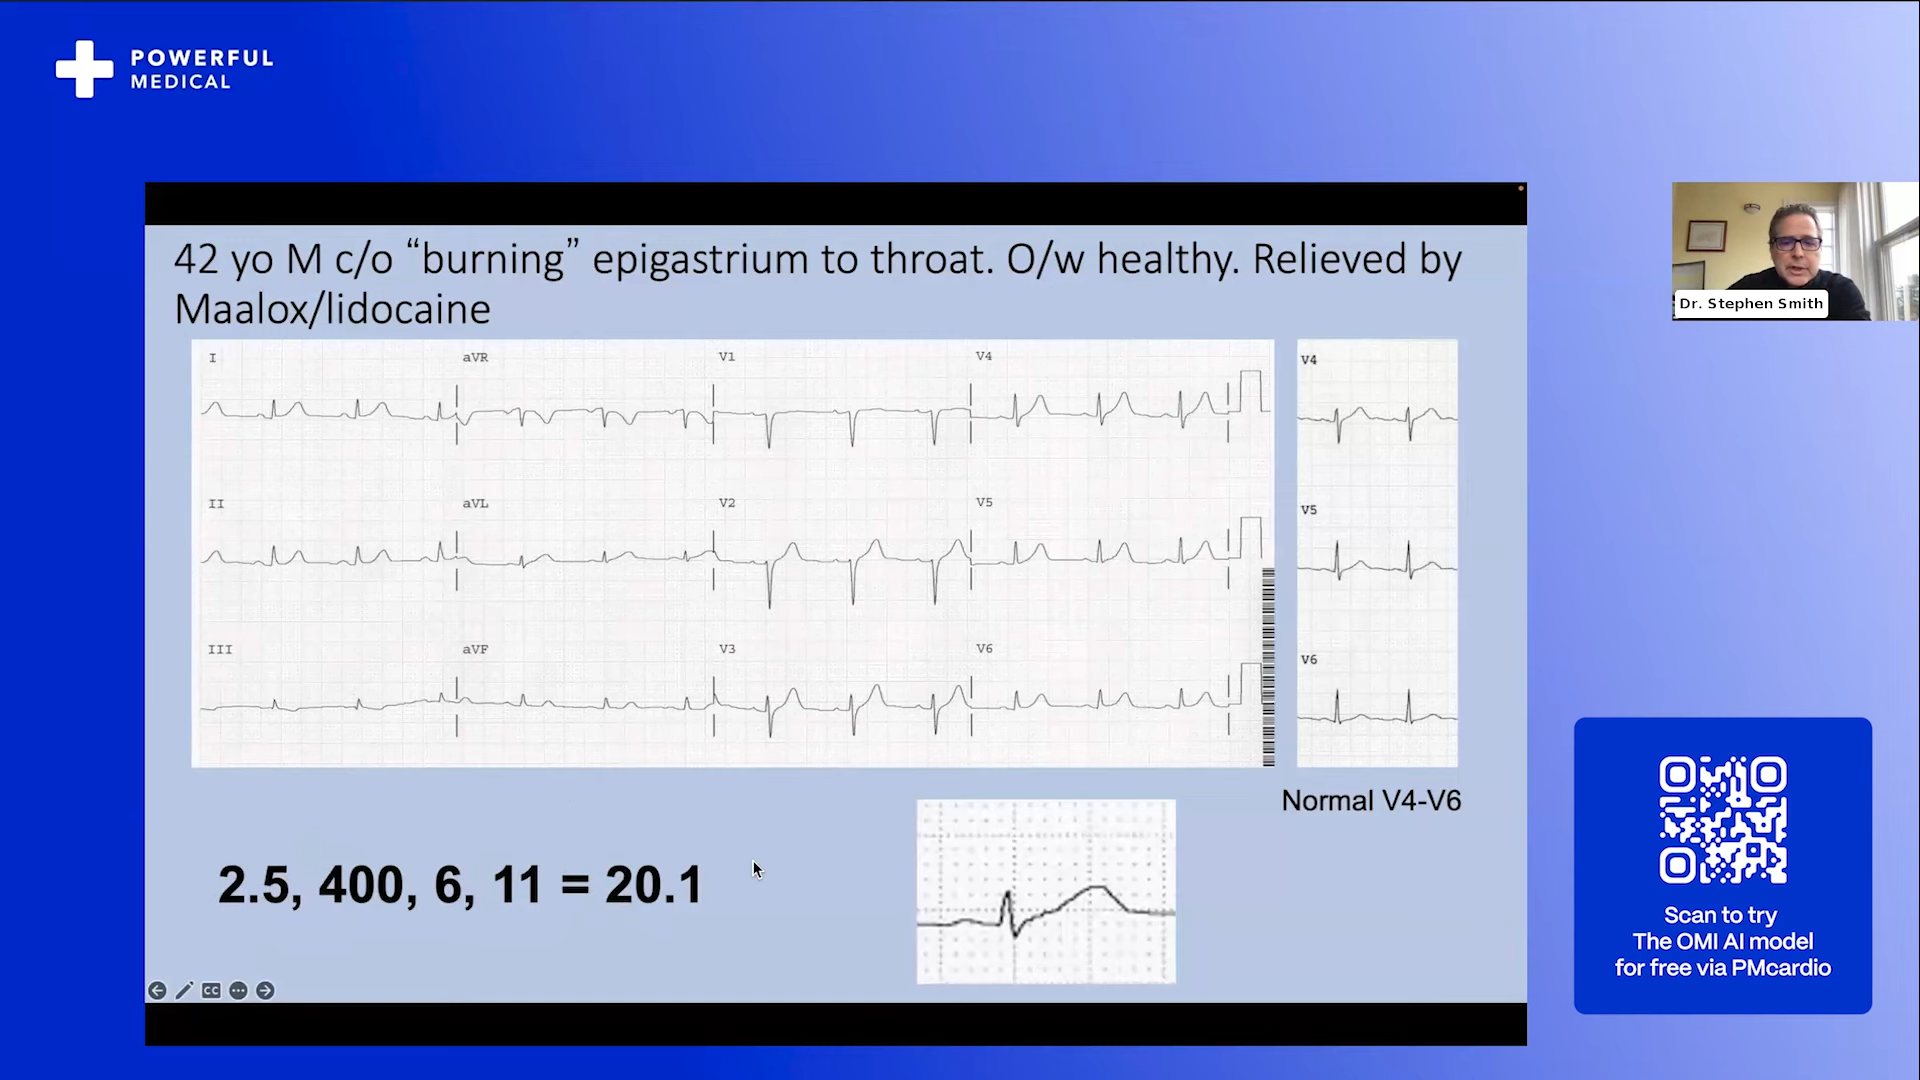 POWERFUL
MEDICAL
42 yo M c/o “burning” epigastrium to throat. O/w healthy. Relieved by
Maalox/lidocaine
I
aVR
V1
V4
II
aVL
V2
V5
III
aVF
V3
V6
V4
V5
V6
Normal V4-V6
2.5, 400, 6, 11 = 20.1
CC
Dr. Stephen Smith
Scan to try
The OMI AI model
for free via PMcardio